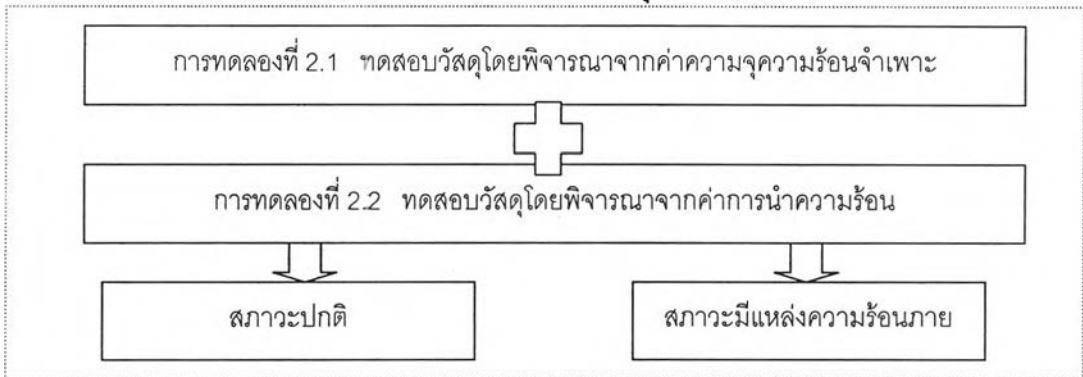 การทดลองที่ 2.1 ทดสอบวัสดุโดยพิจารณาจากค่าความจุความร้อนจำเพาะ
การทดลองที่ 2.2 ทดสอบวัสดุโดยพิจารณาจากค่าการนำความร้อน
สภาวะปกติ
สภาวะมีแหล่งความร้อนภาย